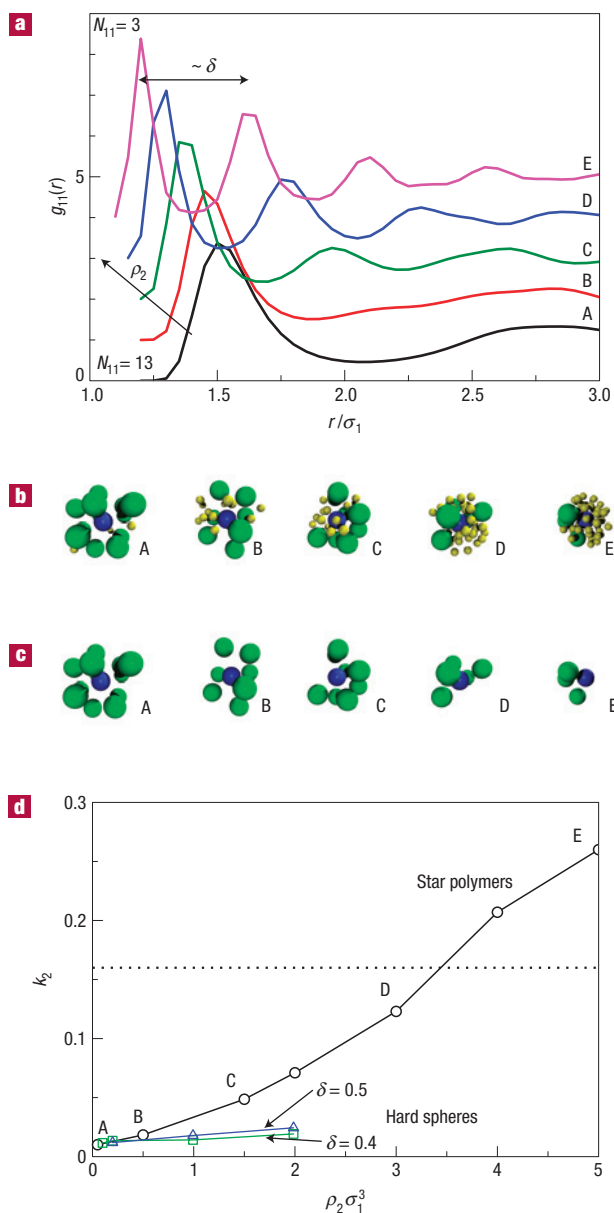 a
N₁₁ = 3
~ δ
5
g₁₁(r)
ρ₂
E
D
C
B
A
0
N₁₁ = 13
1.0 1.5 2.0 2.5 3.0
r/σ₁
b
A B C D E
c
A B C D E
d
0.3
E
Star polymers
0.2
k₂
D
0.1
C
δ = 0.5
A B
Hard spheres
δ = 0.4
0
0 1 2 3 4 5
ρ₂σ₁³